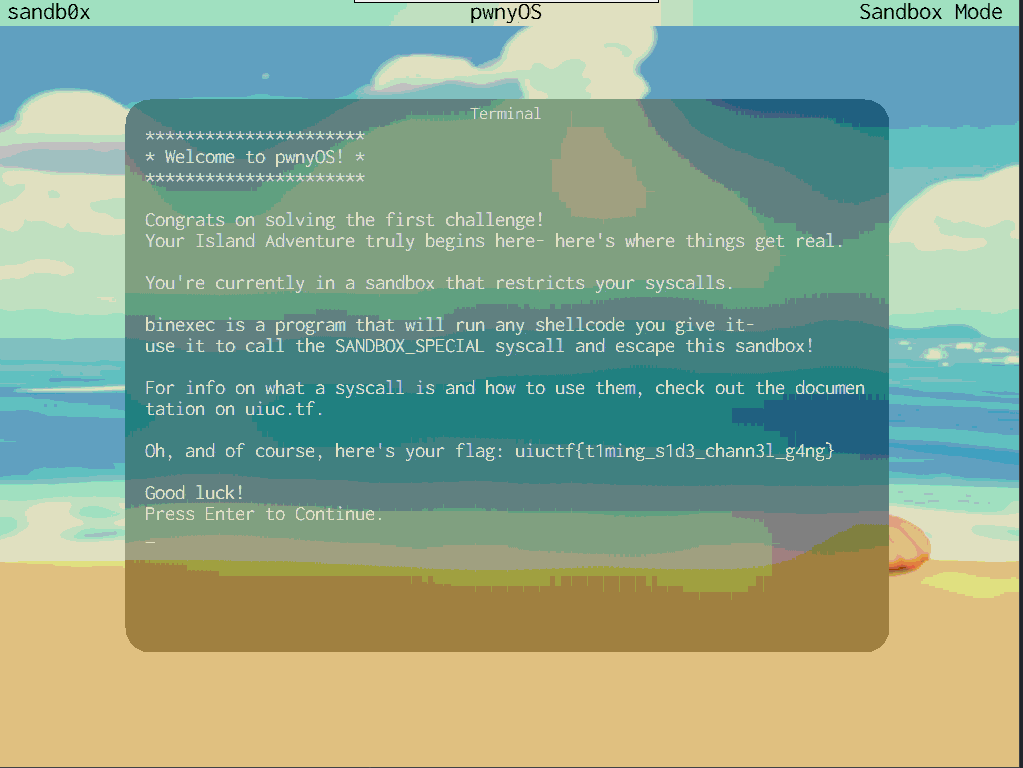 sandb0x pwnyOS Sandbox Mode
Terminal
**********************
* Welcome to pwnyOS! *
**********************
Congrats on solving the first challenge!
Your Island Adventure truly begins here- here's where things get real.
You're currently in a sandbox that restricts your syscalls.
binexec is a program that will run any shellcode you give it-
use it to call the SANDBOX_SPECIAL syscall and escape this sandbox!
For info on what a syscall is and how to use them, check out the documen
tation on uiuc.tf.
Oh, and of course, here's your flag: uiuctf{t1ming_s1d3_chann3l_g4ng}
Good luck!
Press Enter to Continue.
_